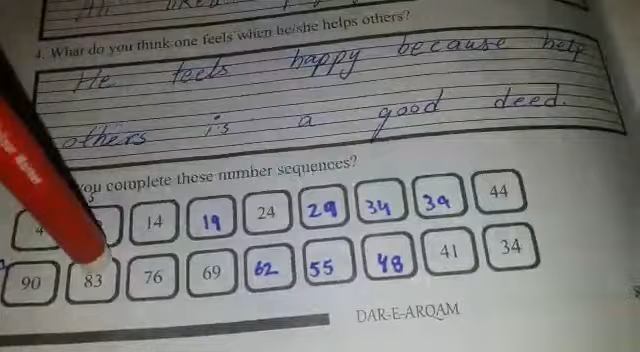 4. What do you think one feels when he/she helps others?
He feels happy because help
others is a good deed.
you complete these number sequences?
4 14 19 24 29 34 39 44
90 83 76 69 62 55 48 41 34
DAR-E-ARQAM